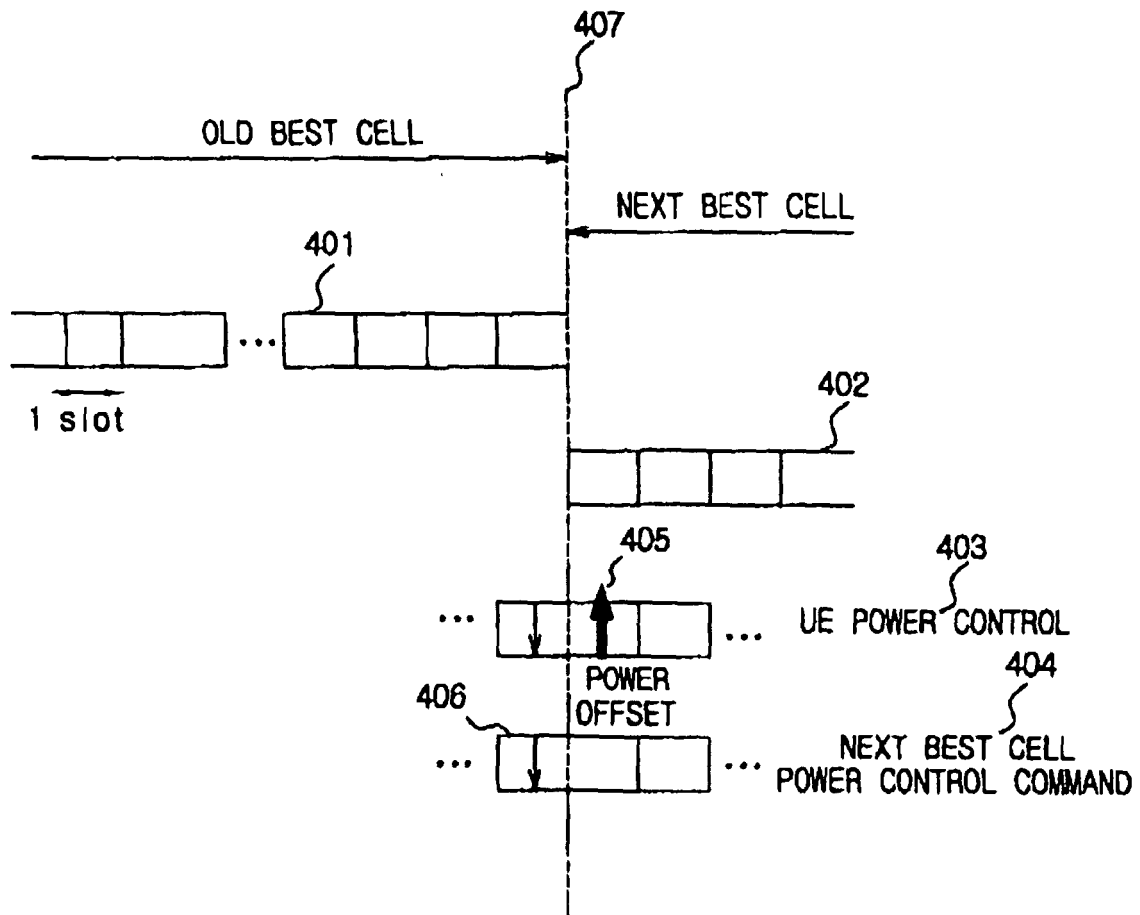 407
OLD BEST CELL
NEXT BEST CELL
401
...
1 slot
402
405
403
... ... UE POWER CONTROL
POWER
OFFSET
404
406
... ... NEXT BEST CELL
POWER CONTROL COMMAND